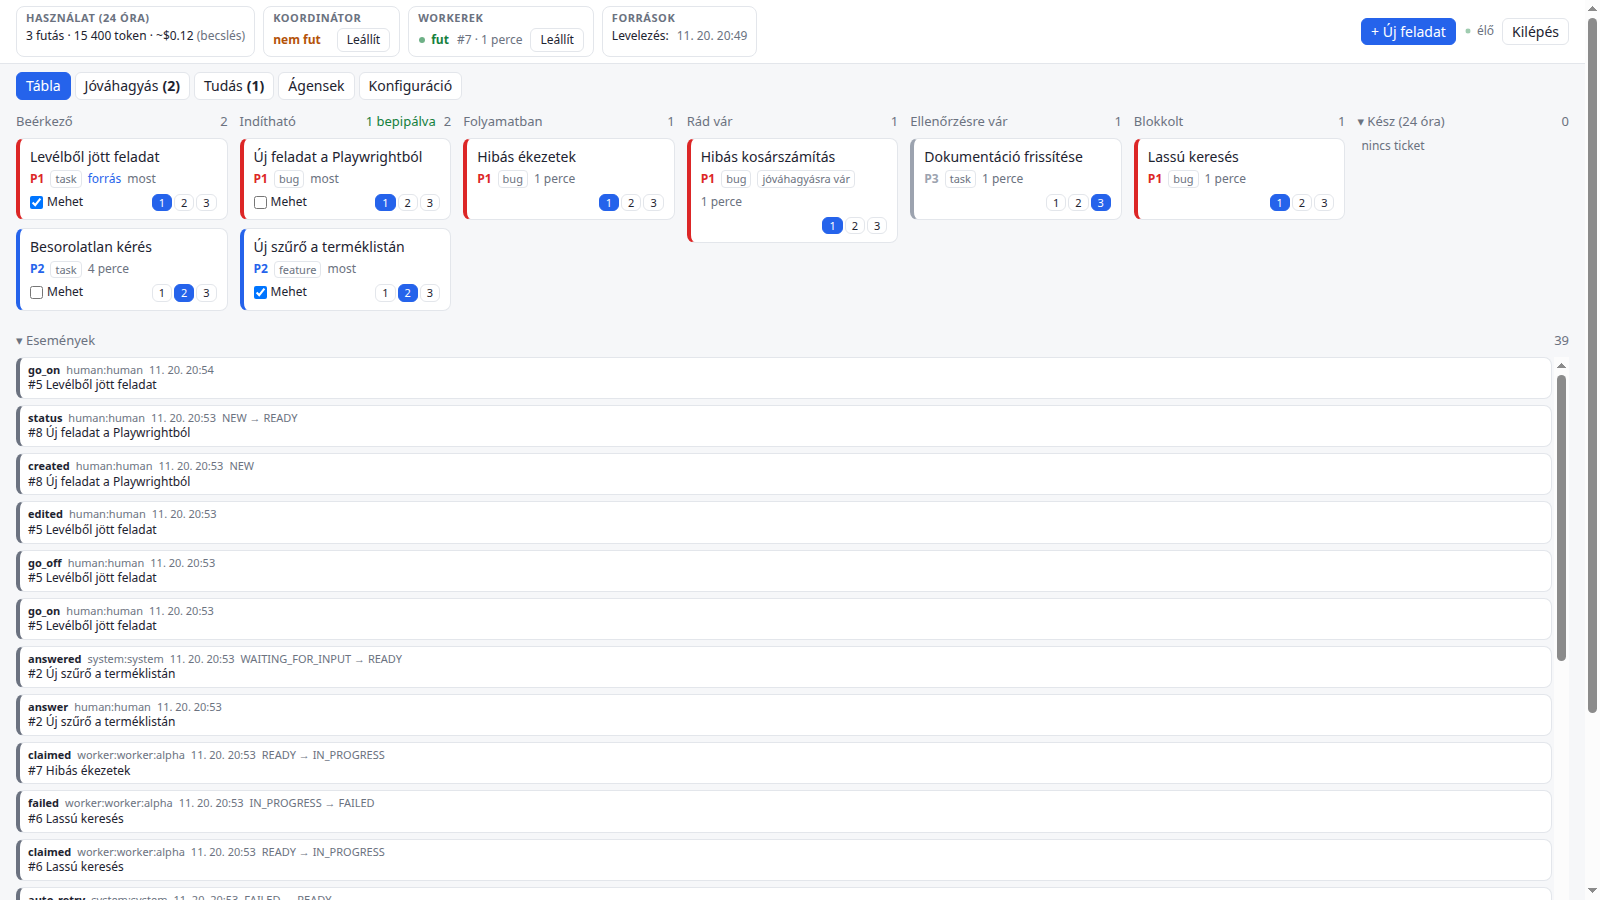 HASZNÁLAT (24 ÓRA)
3 futás · 15 400 token · ~$0.12 (becslés)
KOORDINÁTOR
nem fut Leállít
WORKEREK
fut #7 · 1 perce Leállít
FORRÁSOK
Levelezés: 11. 20. 20:49
+ Új feladat
élő
Kilépés
Tábla
Jóváhagyás (2)
Tudás (1)
Ágensek
Konfiguráció
Beérkező 2
Levélből jött feladat
P1 task forrás most
Mehet 1 2 3
Besorolatlan kérés
P2 task 4 perce
Mehet 1 2 3
Indítható 1 bepipálva 2
Új feladat a Playwrightból
P1 bug most
Mehet 1 2 3
Új szűrő a terméklistán
P2 feature most
Mehet 1 2 3
Folyamatban 1
Hibás ékezetek
P1 bug 1 perce
1 2 3
Rád vár 1
Hibás kosárszámítás
P1 bug jóváhagyásra vár
1 perce
1 2 3
Ellenőrzésre vár 1
Dokumentáció frissítése
P3 task 1 perce
1 2 3
Blokkolt 1
Lassú keresés
P1 bug 1 perce
1 2 3
▾ Kész (24 óra) 0
nincs ticket
▾ Események 39
go_on human:human 11. 20. 20:54
#5 Levélből jött feladat
status human:human 11. 20. 20:53 NEW → READY
#8 Új feladat a Playwrightból
created human:human 11. 20. 20:53 NEW
#8 Új feladat a Playwrightból
edited human:human 11. 20. 20:53
#5 Levélből jött feladat
go_off human:human 11. 20. 20:53
#5 Levélből jött feladat
go_on human:human 11. 20. 20:53
#5 Levélből jött feladat
answered system:system 11. 20. 20:53 WAITING_FOR_INPUT → READY
#2 Új szűrő a terméklistán
answer human:human 11. 20. 20:53
#2 Új szűrő a terméklistán
claimed worker:worker:alpha 11. 20. 20:53 READY → IN_PROGRESS
#7 Hibás ékezetek
failed worker:worker:alpha 11. 20. 20:53 IN_PROGRESS → FAILED
#6 Lassú keresés
claimed worker:worker:alpha 11. 20. 20:53 READY → IN_PROGRESS
#6 Lassú keresés
auto_retry system:system 11. 20. 20:53 FAILED → READY